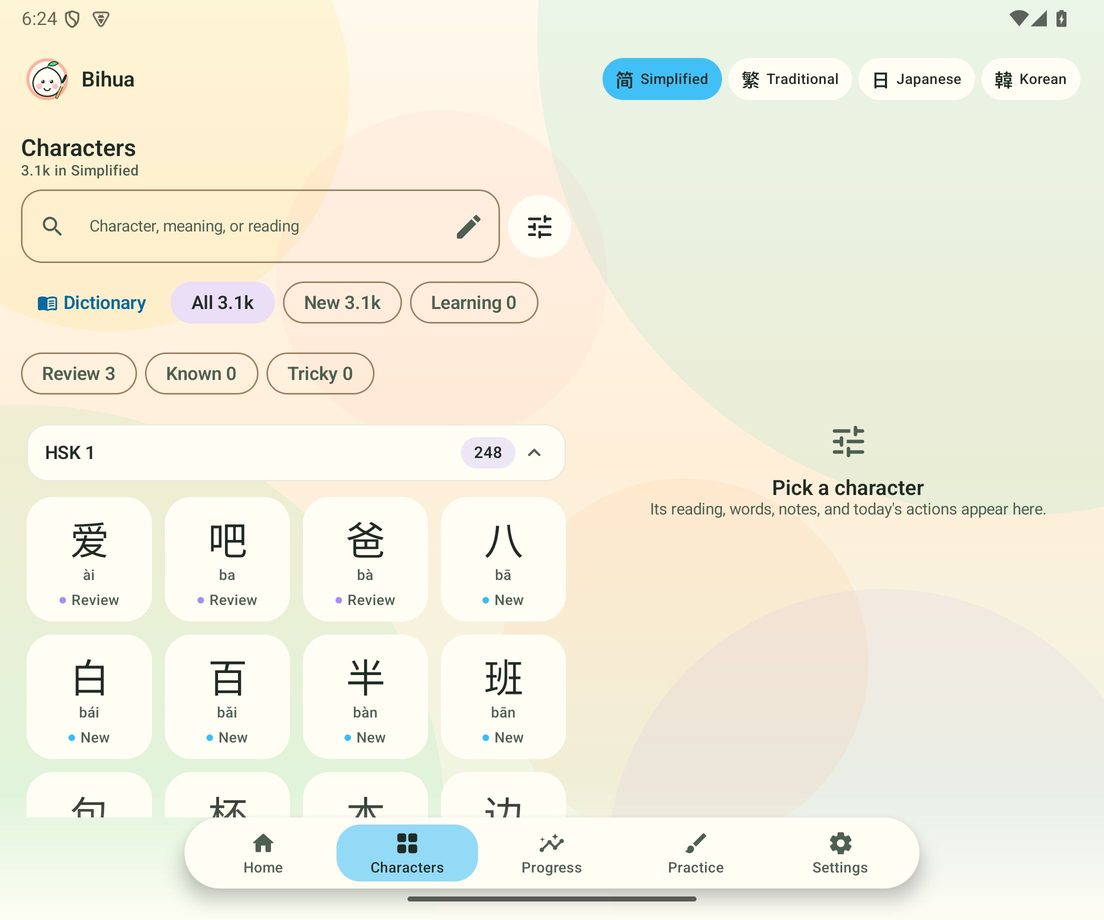 6:24
Bihua
简 Simplified
繁 Traditional
日 Japanese
韓 Korean
Characters
3.1k in Simplified
Character, meaning, or reading
Dictionary
All 3.1k
New 3.1k
Learning 0
Review 3
Known 0
Tricky 0
HSK 1
248
爱 吧 爸 八
ài ba bà bā
Review Review Review New
白 百 半 班
bái bǎi bàn bān
New New New New
Pick a character
Its reading, words, notes, and today's actions appear here.
Home
Characters
Progress
Practice
Settings